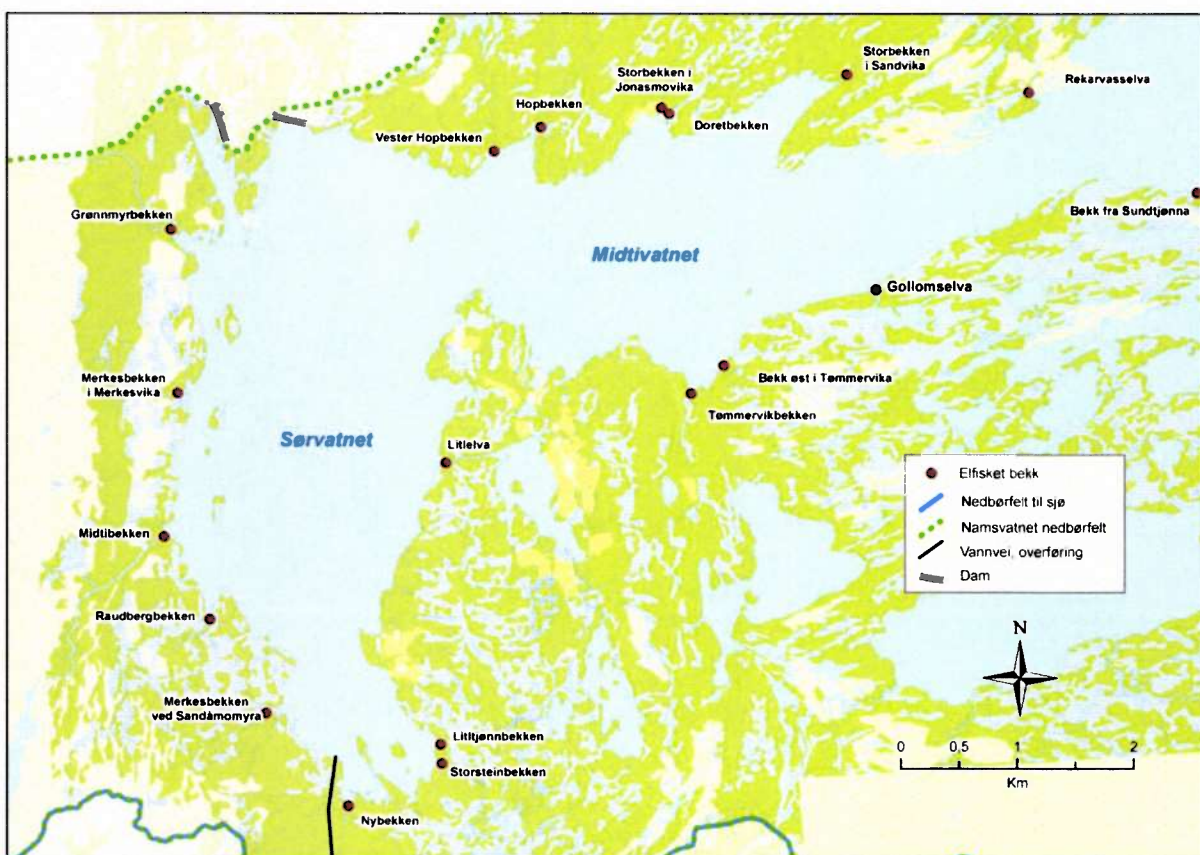 Storbekken
i Sandvika
Storbekken i
Jonasmovika
Rekarvasselva
Hopbekken
Doretbekken
Vester Hopbekken
Grønnmyrbekken
Bekk fra Sundtjønna
Midtivatnet
Gollomselva
Merkesbekken
i Merkesvika
Bekk øst i Tømmervika
Tømmervikbekken
Sørvatnet
Litlelva
Elfisket bekk
Nedbørfelt til sjø
Namsvatnet nedbørfelt
Vannvei, overføring
Dam
Midtibekken
Raudbergbekken
N
Merkesbekken
ved Sandåmomyra
Litltjønnbekken
Storsteinbekken
0 0,5 1 2
Km
Nybekken